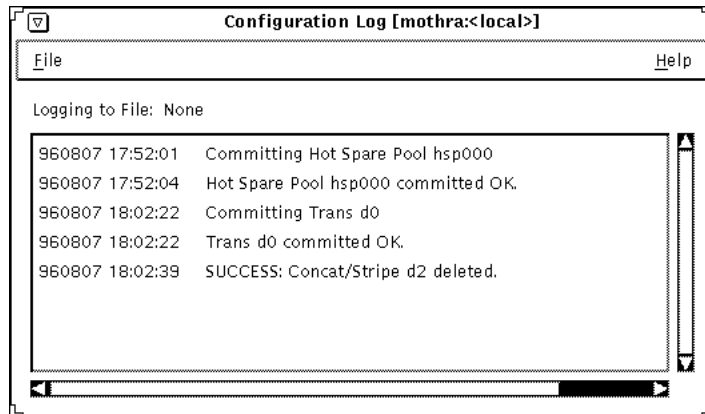 Configuration Log [mothra:<local>]
File Help
Logging to File: None
960807 17:52:01 Committing Hot Spare Pool hsp000
960807 17:52:04 Hot Spare Pool hsp000 committed OK.
960807 18:02:22 Committing Trans d0
960807 18:02:22 Trans d0 committed OK.
960807 18:02:39 SUCCESS: Concat/Stripe d2 deleted.